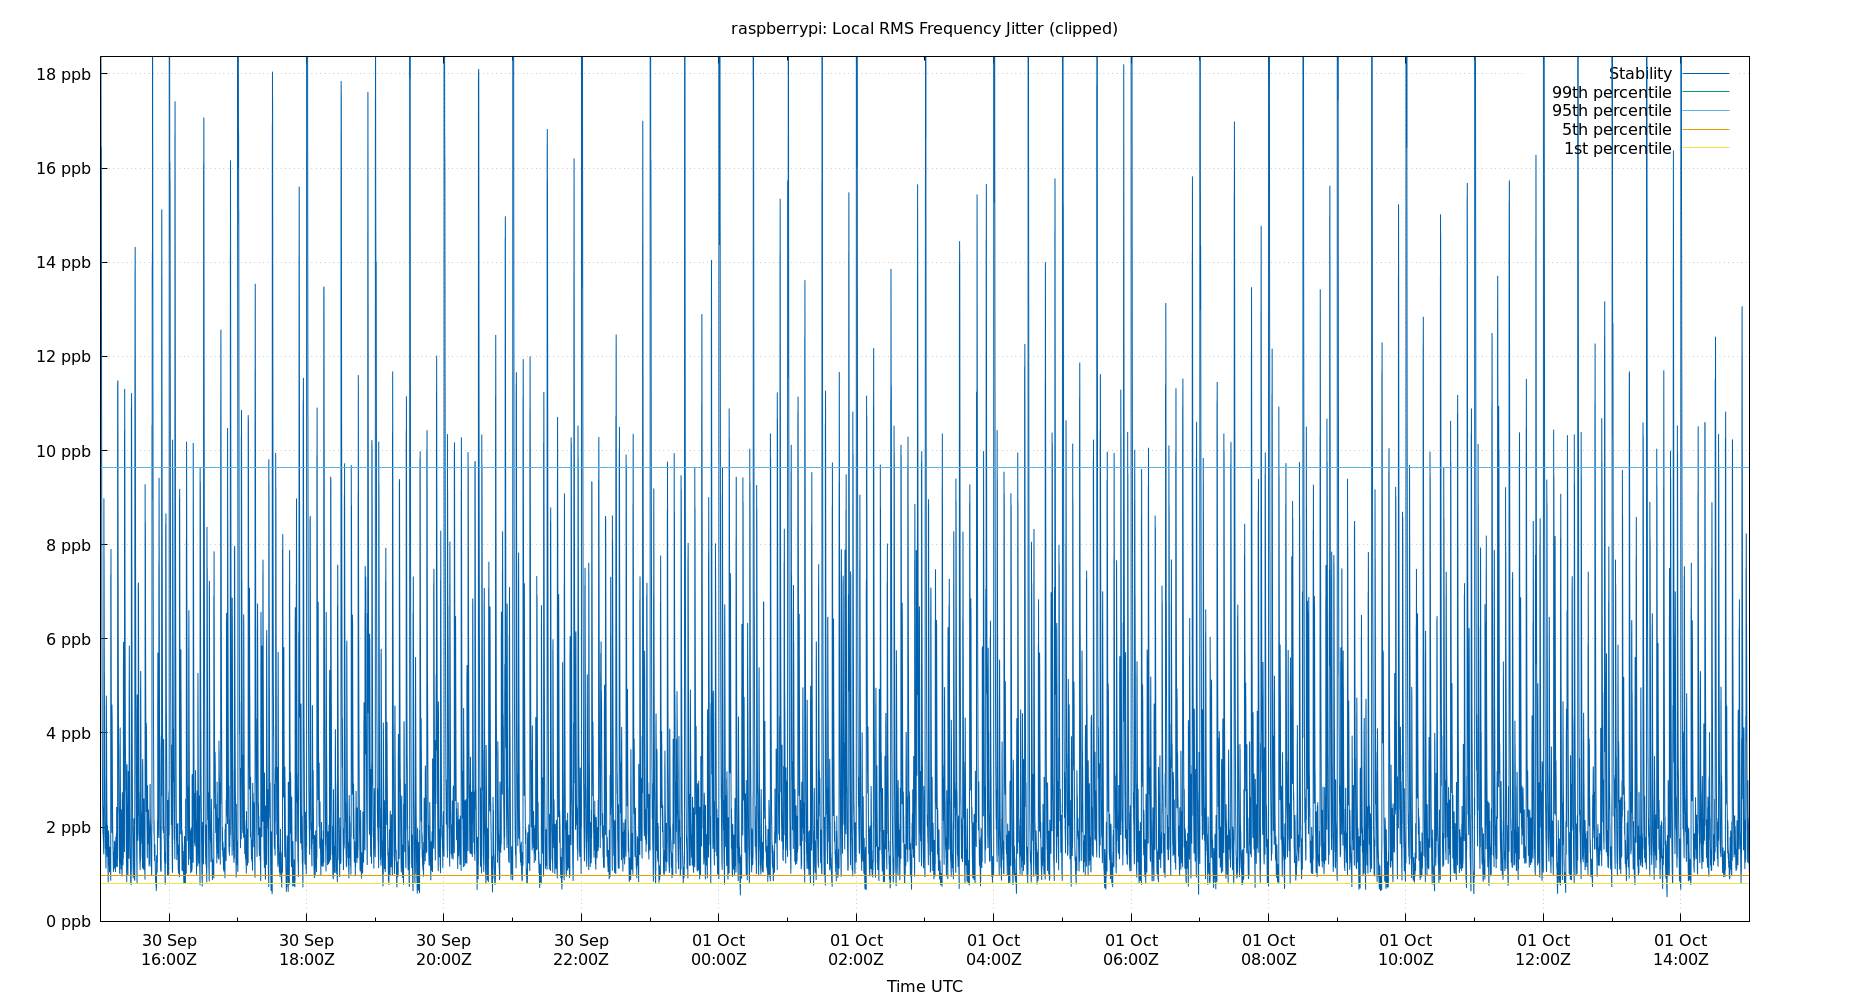 raspberrypi: Local RMS Frequency Jitter (clipped)
18 ppb
16 ppb
14 ppb
12 ppb
10 ppb
8 ppb
6 ppb
4 ppb
2 ppb
0 ppb
Stability
99th percentile
95th percentile
5th percentile
1st percentile
30 Sep 30 Sep 30 Sep 30 Sep 01 Oct 01 Oct 01 Oct 01 Oct 01 Oct 01 Oct 01 Oct 01 Oct
16:00Z 18:00Z 20:00Z 22:00Z 00:00Z 02:00Z 04:00Z 06:00Z 08:00Z 10:00Z 12:00Z 14:00Z
Time UTC